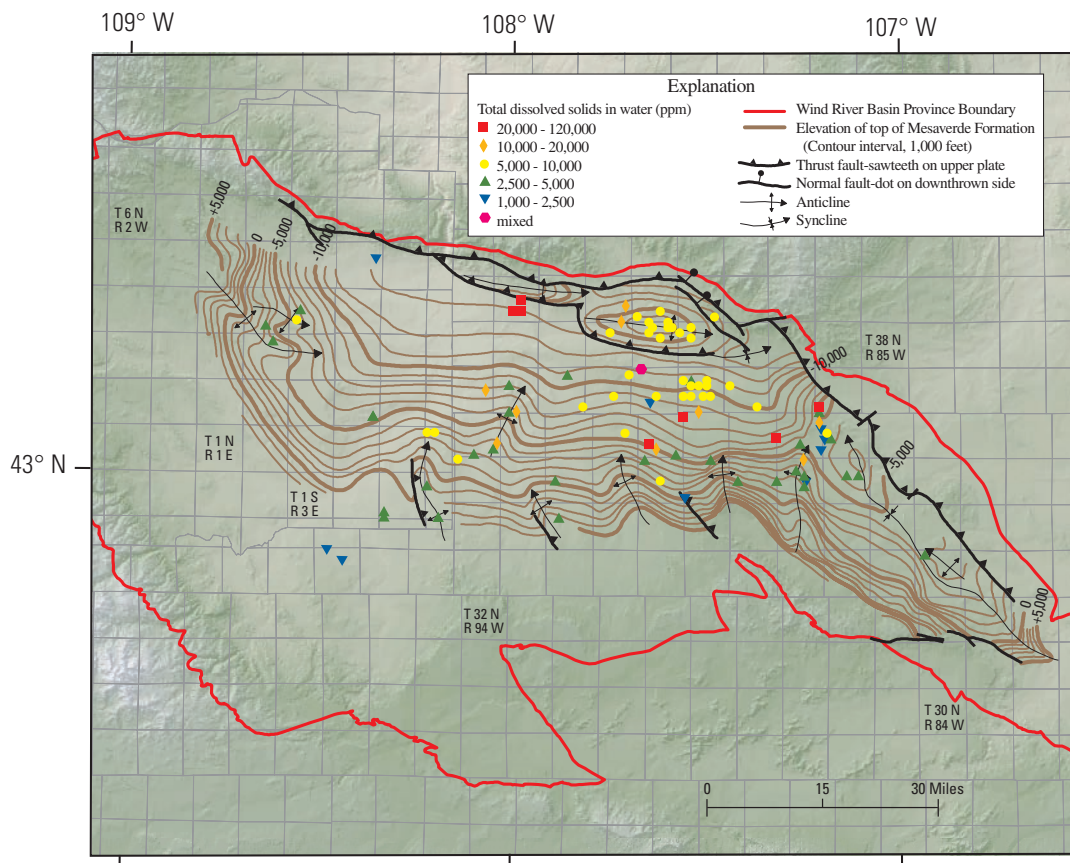 109° W
108° W
107° W
Explanation
Total dissolved solids in water (ppm)
20,000 - 120,000
10,000 - 20,000
5,000 - 10,000
2,500 - 5,000
1,000 - 2,500
mixed
Wind River Basin Province Boundary
Elevation of top of Mesaverde Formation
(Contour interval, 1,000 feet)
Thrust fault-sawteeth on upper plate
Normal fault-dot on downthrown side
Anticline
Syncline
T 6 N
R 2 W
+5,000
0
-5,000
-10,000
T 38 N
R 85 W
-10,000
T 1 N
R 1 E
43° N
-5,000
T 1 S
R 3 E
T 32 N
R 94 W
0
+5,000
T 30 N
R 84 W
0
15
30 Miles